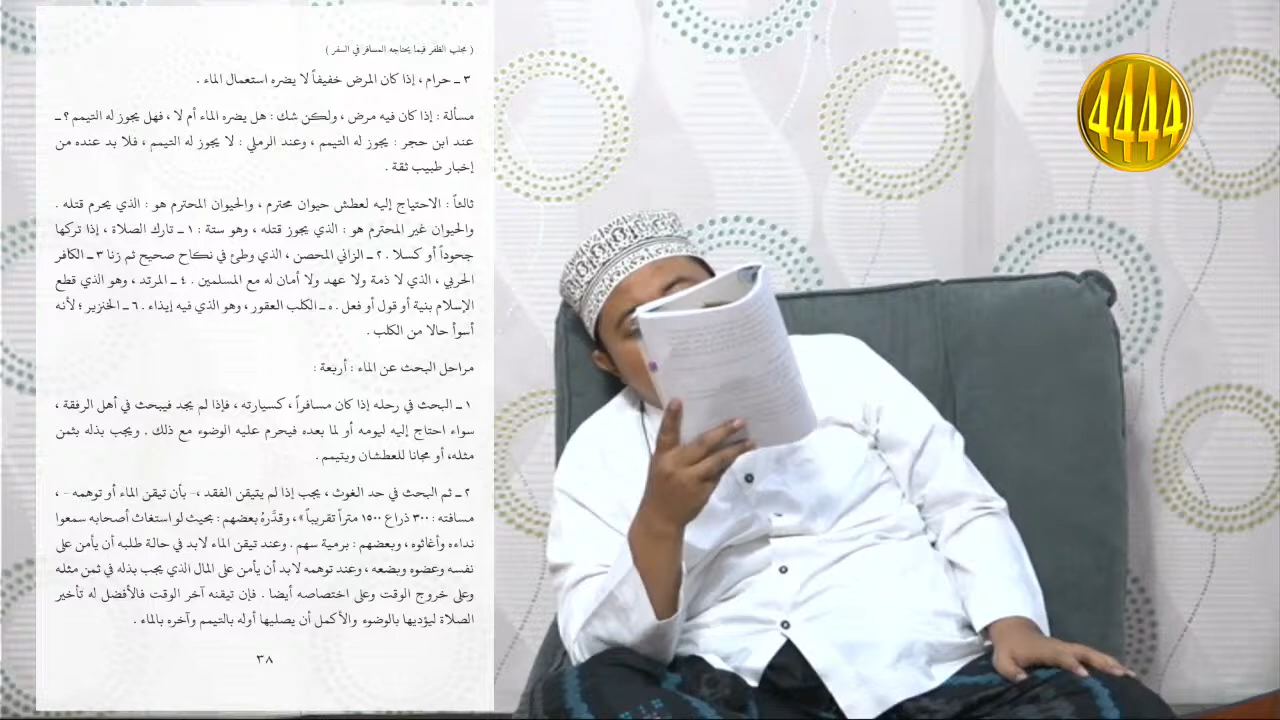 ( مجلب الظفر فيما يحتاجه المسافر في السفر )
٣ ــ حرام ، إذا كان المرض خفيفاً لا يضره استعمال الماء .
مسألة : إذا كان فيه مرض ، ولكن شك : هل يضره الماء أم لا ، فهل يجوز له التيمم ؟ ــ
عند ابن حجر : يجوز له التيمم ، وعند الرملي : لا يجوز له التيمم ، فلا بد عنده من
إخبار طبيب ثقة .
ثالثاً : الاحتياج إليه لعطش حيوان محترم ، والحيوان المحترم هو : الذي يحرم قتله .
والحيوان غير المحترم هو : الذي يجوز قتله ، وهو ستة : ١ ــ تارك الصلاة ، إذا تركها
جحوداً أو كسلا . ٢ ــ الزاني المحصن ، الذي وطئ في نكاح صحيح ثم زنا ٣ ــ الكافر
الحربي ، الذي لا ذمة ولا عهد ولا أمان له مع المسلمين . ٤ ــ المرتد ، وهو الذي قطع
الإسلام بنية أو قول أو فعل . ٥ ــ الكلب العقور ، وهو الذي فيه إيذاء . ٦ ــ الخنزير ؛ لأنه
أسوأ حالا من الكلب .
مراحل البحث عن الماء : أربعة :
١ ــ البحث في رحله إذا كان مسافراً ، كسيارته ، فإذا لم يجد فيبحث في أهل الرفقة ،
سواء احتاج إليه ليومه أو لما بعده فيحرم عليه الوضوء مع ذلك . ويجب بذله بثمن
مثله، أو مجانا للعطشان ويتيمم .
٢ ــ ثم البحث في حد الغوث ، يجب إذا لم يتيقن الفقد ،- بأن تيقن الماء أو توهمه - ،
مسافته : ٣٠٠ ذراع ١٥٠٠ متراً تقريباً »، وقدَّرهُ بعضهم : بحيث لو استغاث أصحابه سمعوا
نداءه وأغاثوه ، وبعضهم : برمية سهم . وعند تيقن الماء لابد في حالة طلبه أن يأمن على
نفسه وعضوه وبضعه ، وعند توهمه لابد أن يأمن على المال الذي يجب بذله في ثمن مثله
وعلى خروج الوقت وعلى اختصاصه أيضا . فإن تيقنه آخر الوقت فالأفضل له تأخير
الصلاة ليؤديها بالوضوء والأكمل أن يصليها أوله بالتيمم وآخره بالماء .
٣٨
4444